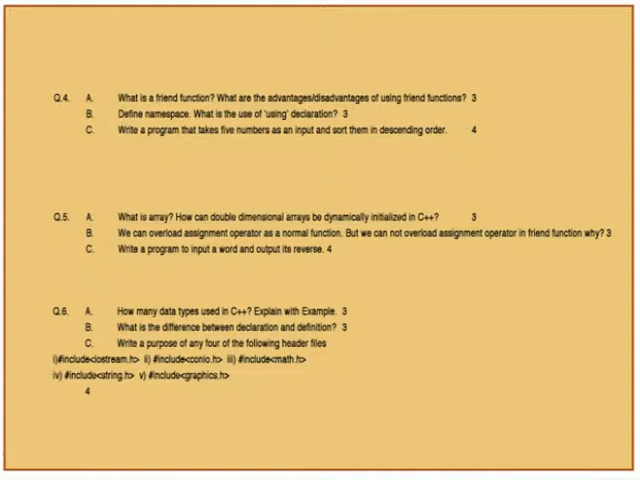 Q.4. A. What is a friend function? What are the advantages/disadvantages of using friend functions? 3
B. Define namespace. What is the use of 'using' declaration? 3
C. Write a program that takes five numbers as an input and sort them in descending order. 4
Q.5. A. What is array? How can double dimensional arrays be dynamically initialized in C++? 3
B. We can overload assignment operator as a normal function. But we can not overload assignment operator in friend function why? 3
C. Write a program to input a word and output its reverse. 4
Q.6. A. How many data types used in C++? Explain with Example. 3
B. What is the difference between declaration and definition? 3
C. Write a purpose of any four of the following header files
i)#include<iostream.h> ii) #include<conio.h> iii) #include<math.h>
iv) #include<string.h> v) #include<graphics.h>
4